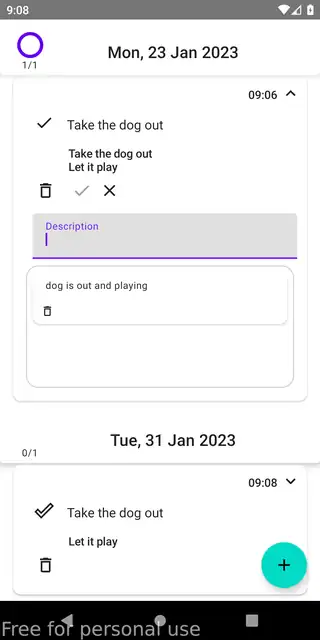 9:08
Mon, 23 Jan 2023
1/1
09:06
Take the dog out
Take the dog out
Let it play
Description
dog is out and playing
Tue, 31 Jan 2023
0/1
09:08
Take the dog out
Let it play
Free for personal use